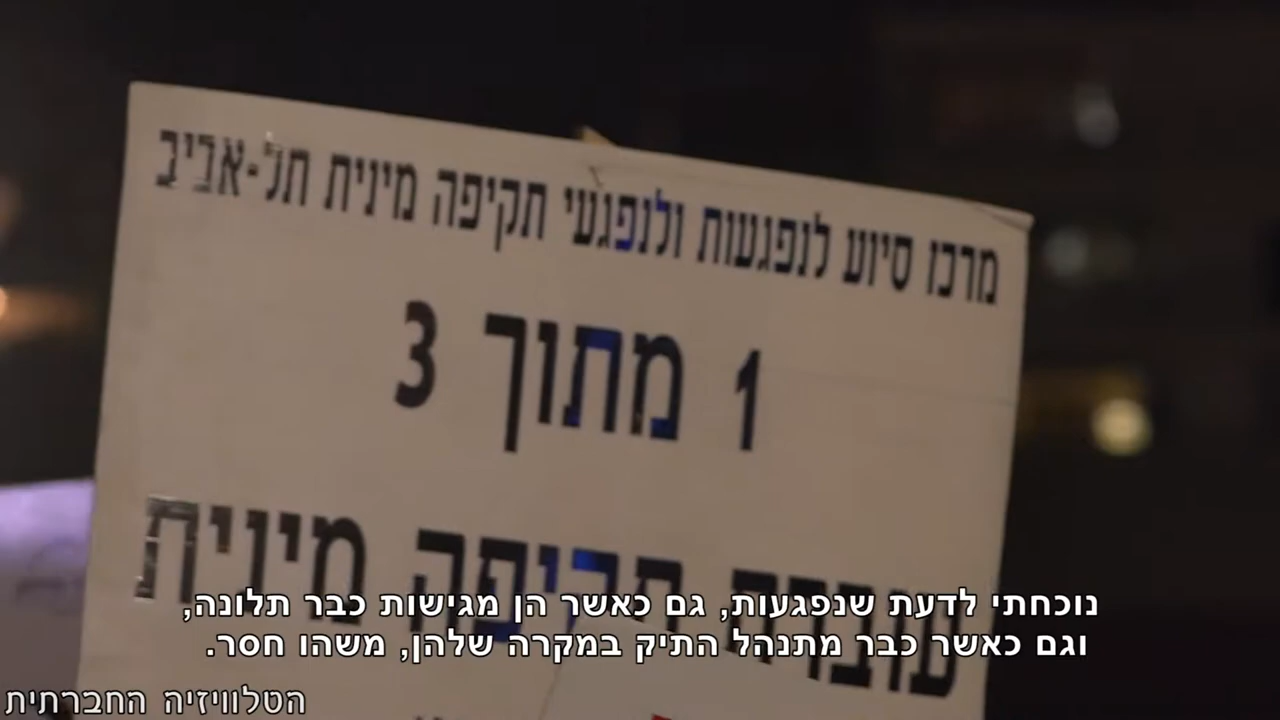 מרכז סיוע לנפגעות ולנפגעי תקיפה מינית תל-אביב
1 מתוך 3
עוברת תקיפה מינית
נוכחתי לדעת שנפגעות, גם כאשר הן מגישות כבר תלונה,
וגם כאשר כבר מתנהל התיק במקרה שלהן, משהו חסר.
הטלוויזיה החברתית